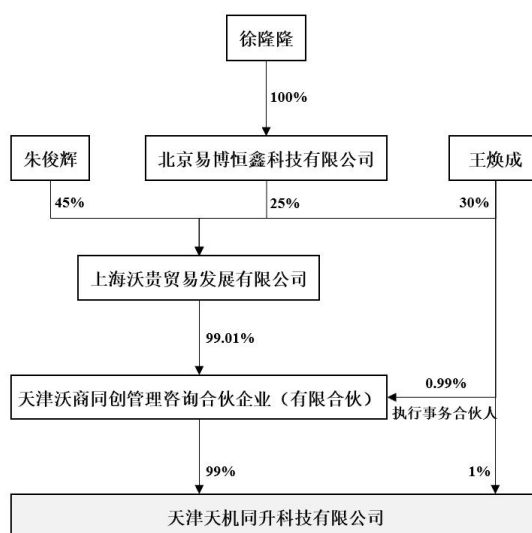 徐隆隆
100%
朱俊辉
北京易博恒鑫科技有限公司
王焕成
45%
25%
30%
上海沃贵贸易发展有限公司
99.01%
0.99%
天津沃商同创管理咨询合伙企业（有限合伙）
执行事务合伙人
99%
1%
天津天机同升科技有限公司